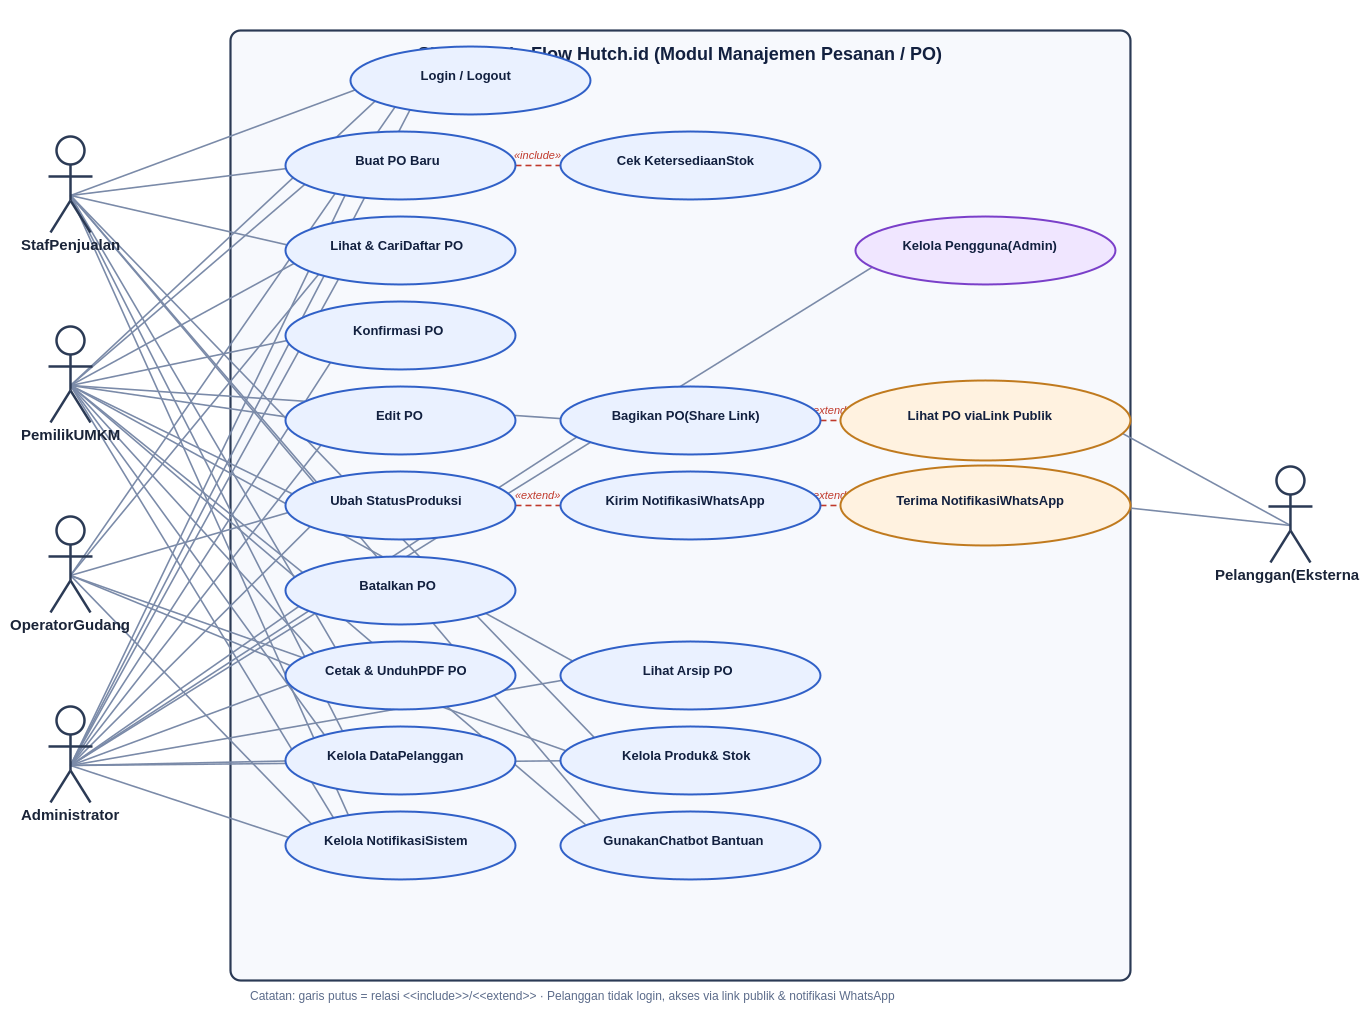 Flow Hutch.id (Modul Manajemen Pesanan / PO)
Login / Logout
Buat PO Baru
«include»
Cek KetersediaanStok
StafPenjualan
Lihat & CariDaftar PO
Kelola Pengguna(Admin)
Konfirmasi PO
PemilikUMKM
Edit PO
Bagikan PO(Share Link)
extend
Lihat PO viaLink Publik
Ubah StatusProduksi
«extend»
Kirim NotifikasiWhatsApp
extend
Terima NotifikasiWhatsApp
Pelanggan(Eksterna
Batalkan PO
OperatorGudang
Cetak & UnduhPDF PO
Lihat Arsip PO
Kelola DataPelanggan
Kelola Produk& Stok
Administrator
Kelola NotifikasiSistem
GunakanChatbot Bantuan
Catatan: garis putus = relasi <<include>>/<<extend>> · Pelanggan tidak login, akses via link publik & notifikasi WhatsApp